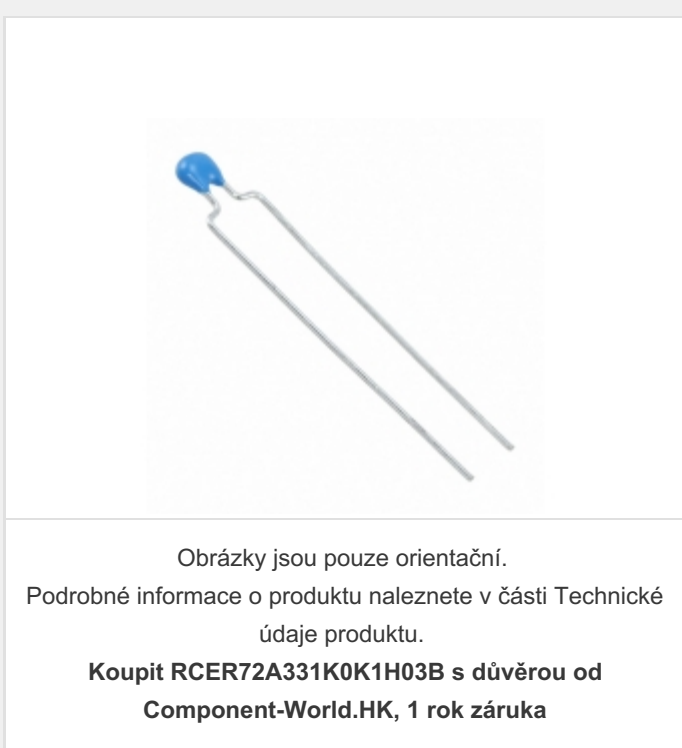 Obrázky jsou pouze orientační.
Podrobné informace o produktu naleznete v části Technické
údaje produktu.
Koupit RCER72A331K0K1H03B s důvěrou od
Component-World.HK, 1 rok záruka